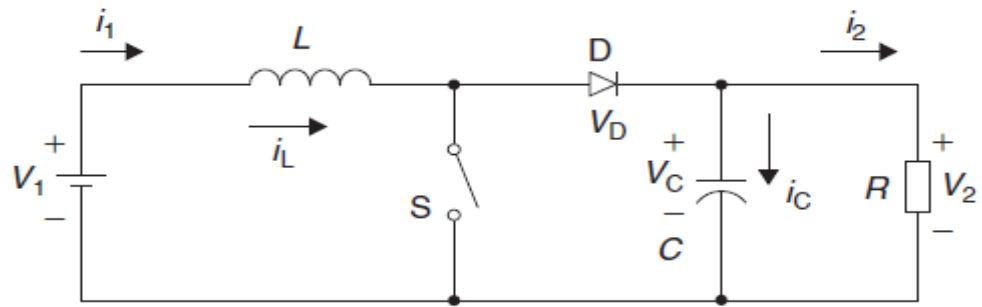 i1 L D i2
iL VD
+ V1 − S + VC − C iC R + V2 −